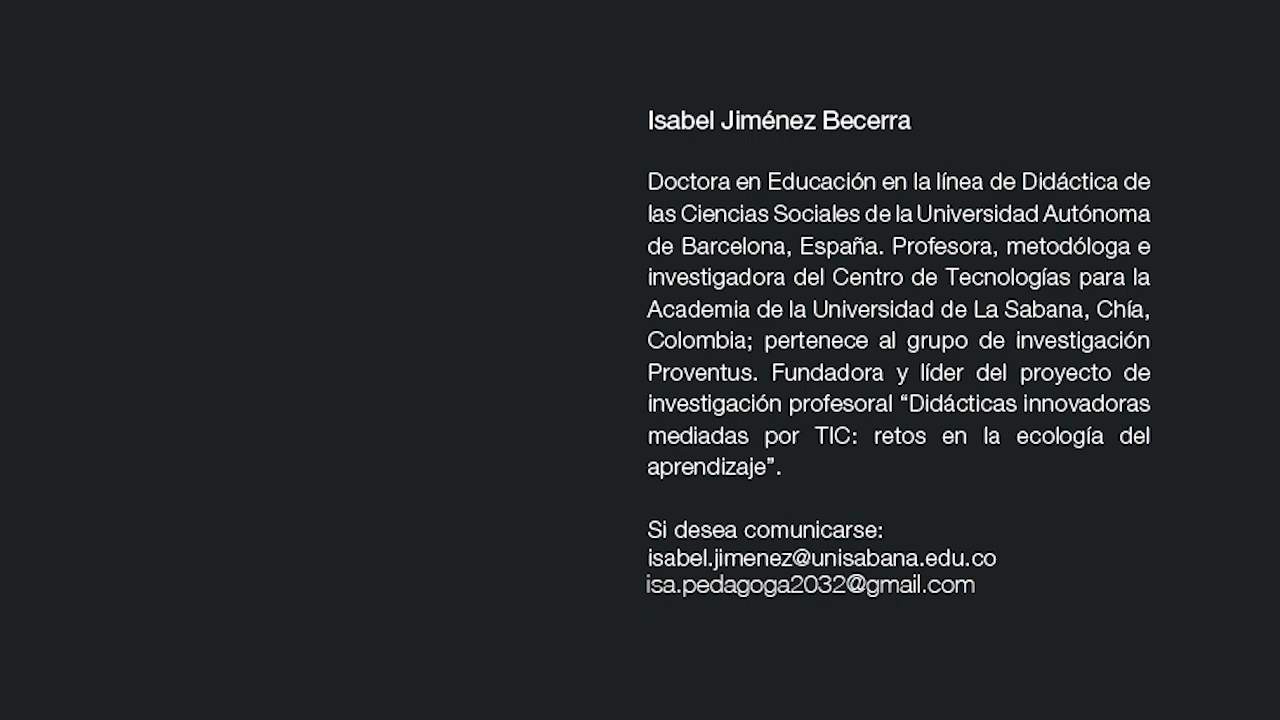 Isabel Jiménez Becerra
Doctora en Educación en la línea de Didáctica de
las Ciencias Sociales de la Universidad Autónoma
de Barcelona, España. Profesora, metodóloga e
investigadora del Centro de Tecnologías para la
Academia de la Universidad de La Sabana, Chía,
Colombia; pertenece al grupo de investigación
Proventus. Fundadora y líder del proyecto de
investigación profesoral “Didácticas innovadoras
mediadas por TIC: retos en la ecología del
aprendizaje”.
Si desea comunicarse:
isabel.jimenez@unisabana.edu.co
isa.pedagoga2032@gmail.com